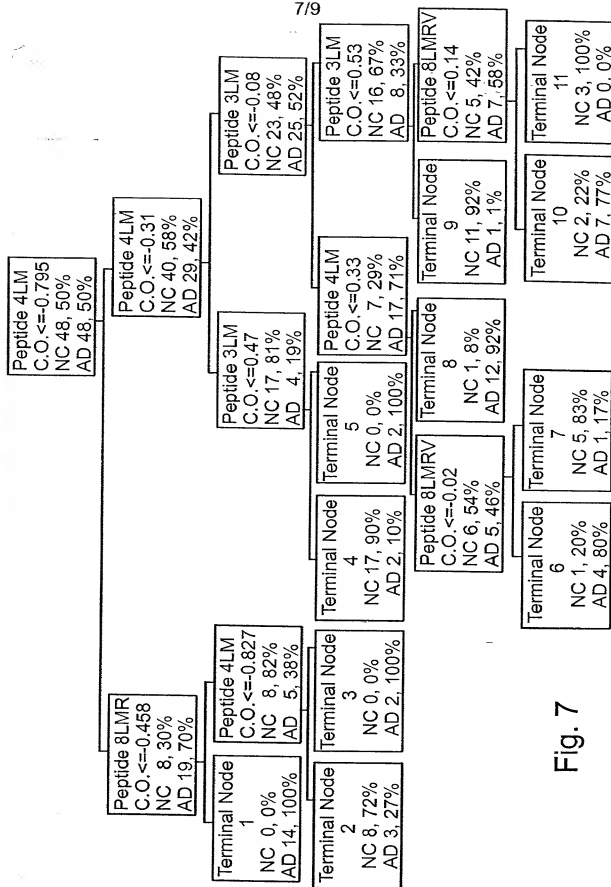 7/9
Peptide 4LM
C.O.<=-0.795
NC 48, 50%
AD 48, 50%
Peptide 8LMR
C.O.<=-0.458
NC 8, 30%
AD 19, 70%
Peptide 4LM
C.O.<=-0.31
NC 40, 58%
AD 29, 42%
Terminal Node
1
NC 0, 0%
AD 14, 100%
Peptide 4LM
C.O.<=-0.827
NC 8, 82%
AD 5, 38%
Peptide 3LM
C.O.<=0.47
NC 17, 81%
AD 4, 19%
Peptide 3LM
C.O.<=-0.08
NC 23, 48%
AD 25, 52%
Terminal Node
2
NC 8, 72%
AD 3, 27%
Terminal Node
3
NC 0, 0%
AD 2, 100%
Terminal Node
4
NC 17, 90%
AD 2, 10%
Terminal Node
5
NC 0, 0%
AD 2, 100%
Peptide 4LM
C.O.<=0.33
NC 7, 29%
AD 17, 71%
Peptide 3LM
C.O.<=0.53
NC 16, 67%
AD 8, 33%
Peptide 8LMRV
C.O.<=-0.02
NC 6, 54%
AD 5, 46%
Terminal Node
8
NC 1, 8%
AD 12, 92%
Terminal Node
9
NC 11, 92%
AD 1, 1%
Peptide 8LMRV
C.O.<=0.14
NC 5, 42%
AD 7, 58%
Terminal Node
6
NC 1, 20%
AD 4, 80%
Terminal Node
7
NC 5, 83%
AD 1, 17%
Terminal Node
10
NC 2, 22%
AD 7, 77%
Terminal Node
11
NC 3, 100%
AD 0, 0%
Fig. 7